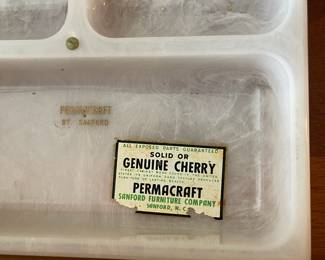 PERMACRAFT
BY SANFORD
ALL EXPOSED PARTS GUARANTEED
SOLID OR
GENUINE CHERRY
PERMACRAFT
SANFORD FURNITURE COMPANY
SANFORD, N. C.